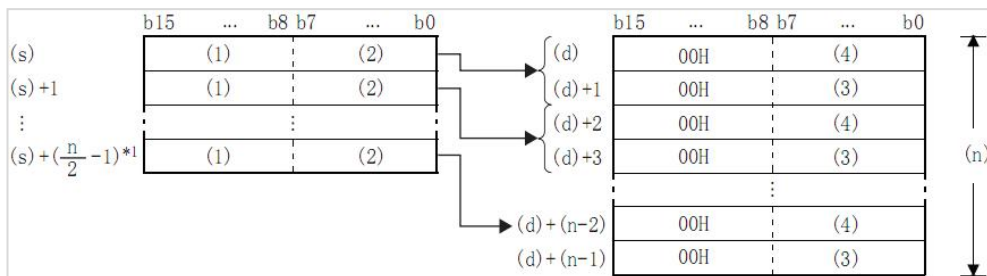 b15 ... b8 b7 ... b0 b15 ... b8 b7 ... b0
(s) (1) (2) (d) 00H (4)
(s)+1 (1) (2) (d)+1 00H (3)
⋮ ⋮ (d)+2 00H (4)
(s)+(n/2 -1)*1 (1) (2) (d)+3 00H (3) (n)
⋮
(d)+(n-2) 00H (4)
(d)+(n-1) 00H (3)